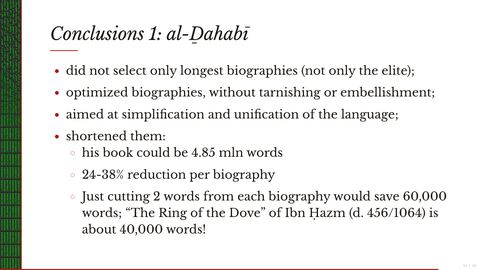 Conclusions 1: al-Ḏahabī
• did not select only longest biographies (not only the elite);
• optimized biographies, without tarnishing or embellishment;
• aimed at simplification and unification of the language;
• shortened them:
◦ his book could be 4.85 mln words
◦ 24-38% reduction per biography
◦ Just cutting 2 words from each biography would save 60,000
words; “The Ring of the Dove” of Ibn Ḥazm (d. 456/1064) is
about 40,000 words!